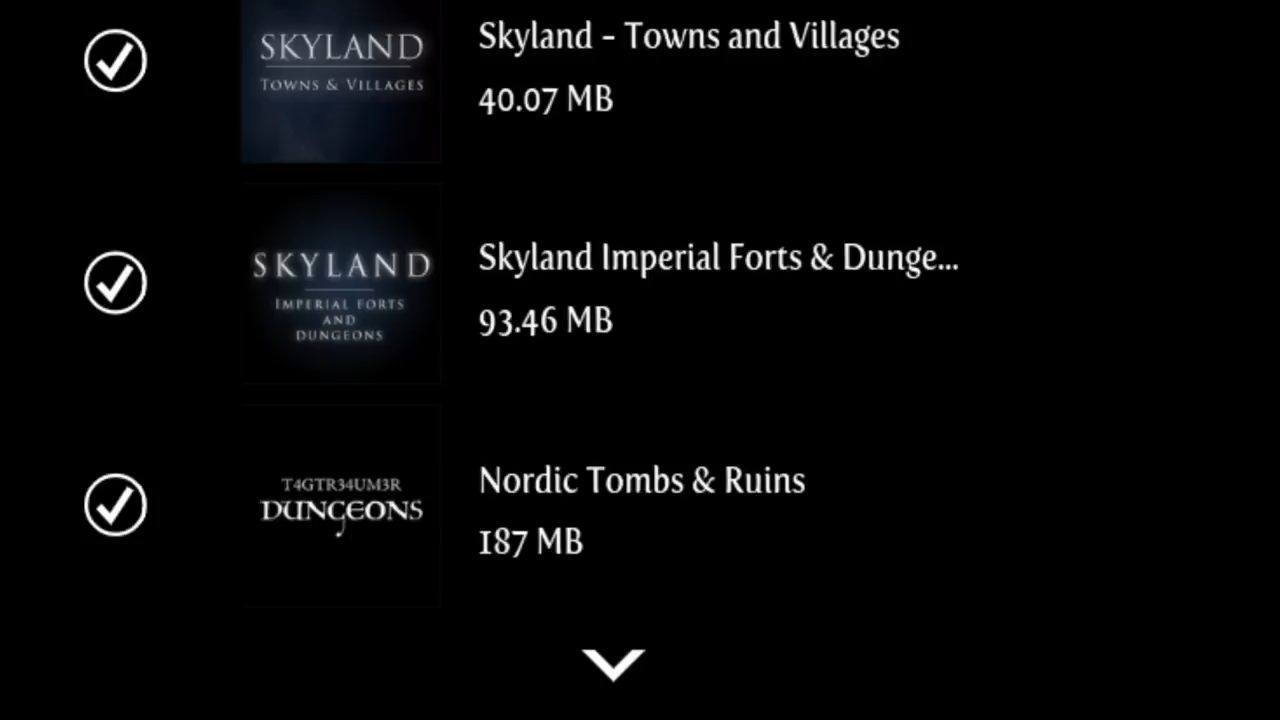 SKYLAND
TOWNS & VILLAGES
Skyland - Towns and Villages
40.07 MB
SKYLAND
IMPERIAL FORTS
AND
DUNGEONS
Skyland Imperial Forts & Dunge...
93.46 MB
T4GTR34UM3R
DUNGEONS
Nordic Tombs & Ruins
187 MB